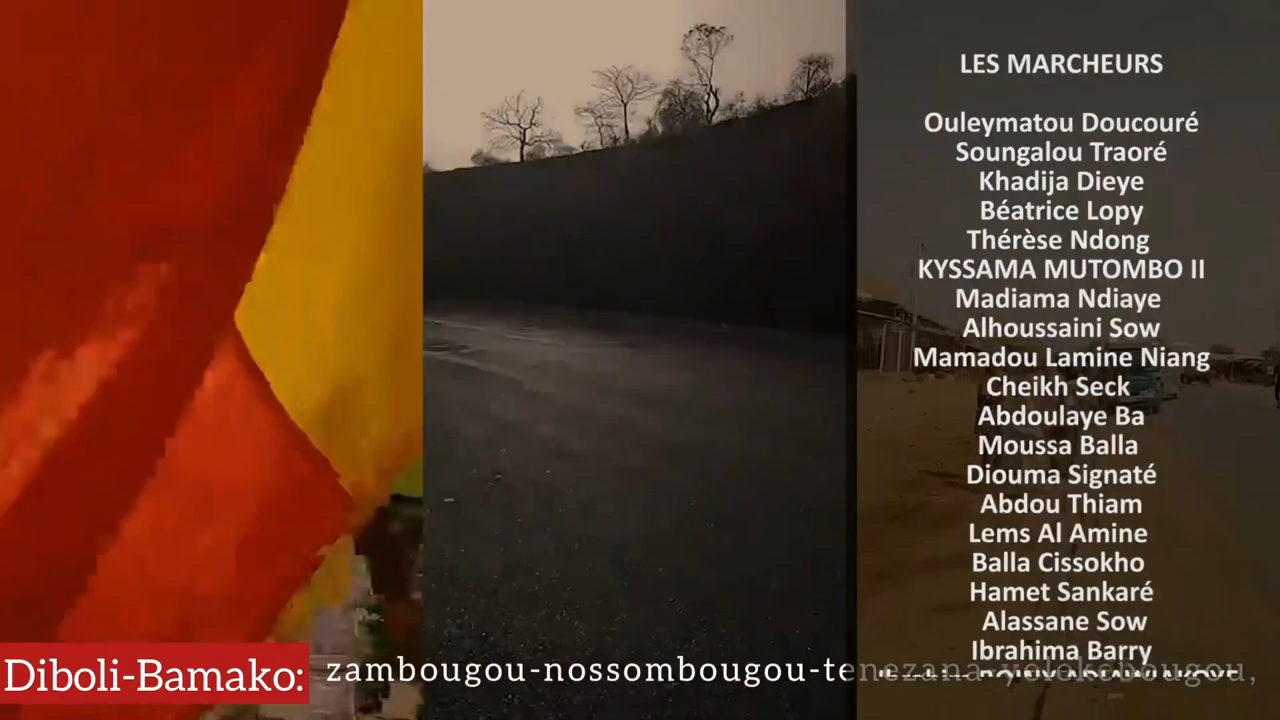 LES MARCHEURS
Ouleymatou Doucouré
Soungalou Traoré
Khadija Dieye
Béatrice Lopy
Thérèse Ndong
KYSSAMA MUTOMBO II
Madiama Ndiaye
Alhoussaini Sow
Mamadou Lamine Niang
Cheikh Seck
Abdoulaye Ba
Moussa Balla
Diouma Signaté
Abdou Thiam
Lems Al Amine
Balla Cissokho
Hamet Sankaré
Alassane Sow
Ibrahima Barry
Diboli-Bamako: zambougou-nossombougou-tenezana-yelekebougou,